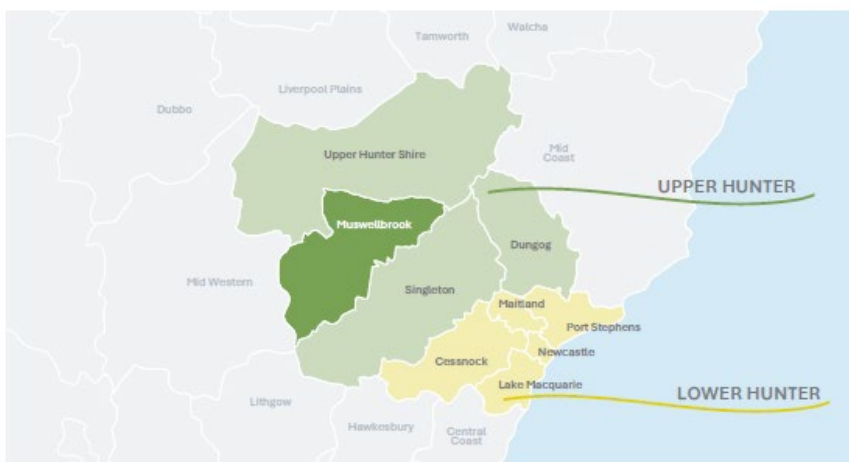 Walcha
Tamworth
Liverpool Plains
Dubbo
Upper Hunter Shire
Mid
Coast
UPPER HUNTER
Muswellbrook
Dungog
Mid Western
Singleton
Maitland
Port Stephens
Newcastle
Cessnock
Lake Macquarie
LOWER HUNTER
Lithgow
Hawkesbury
Central
Coast